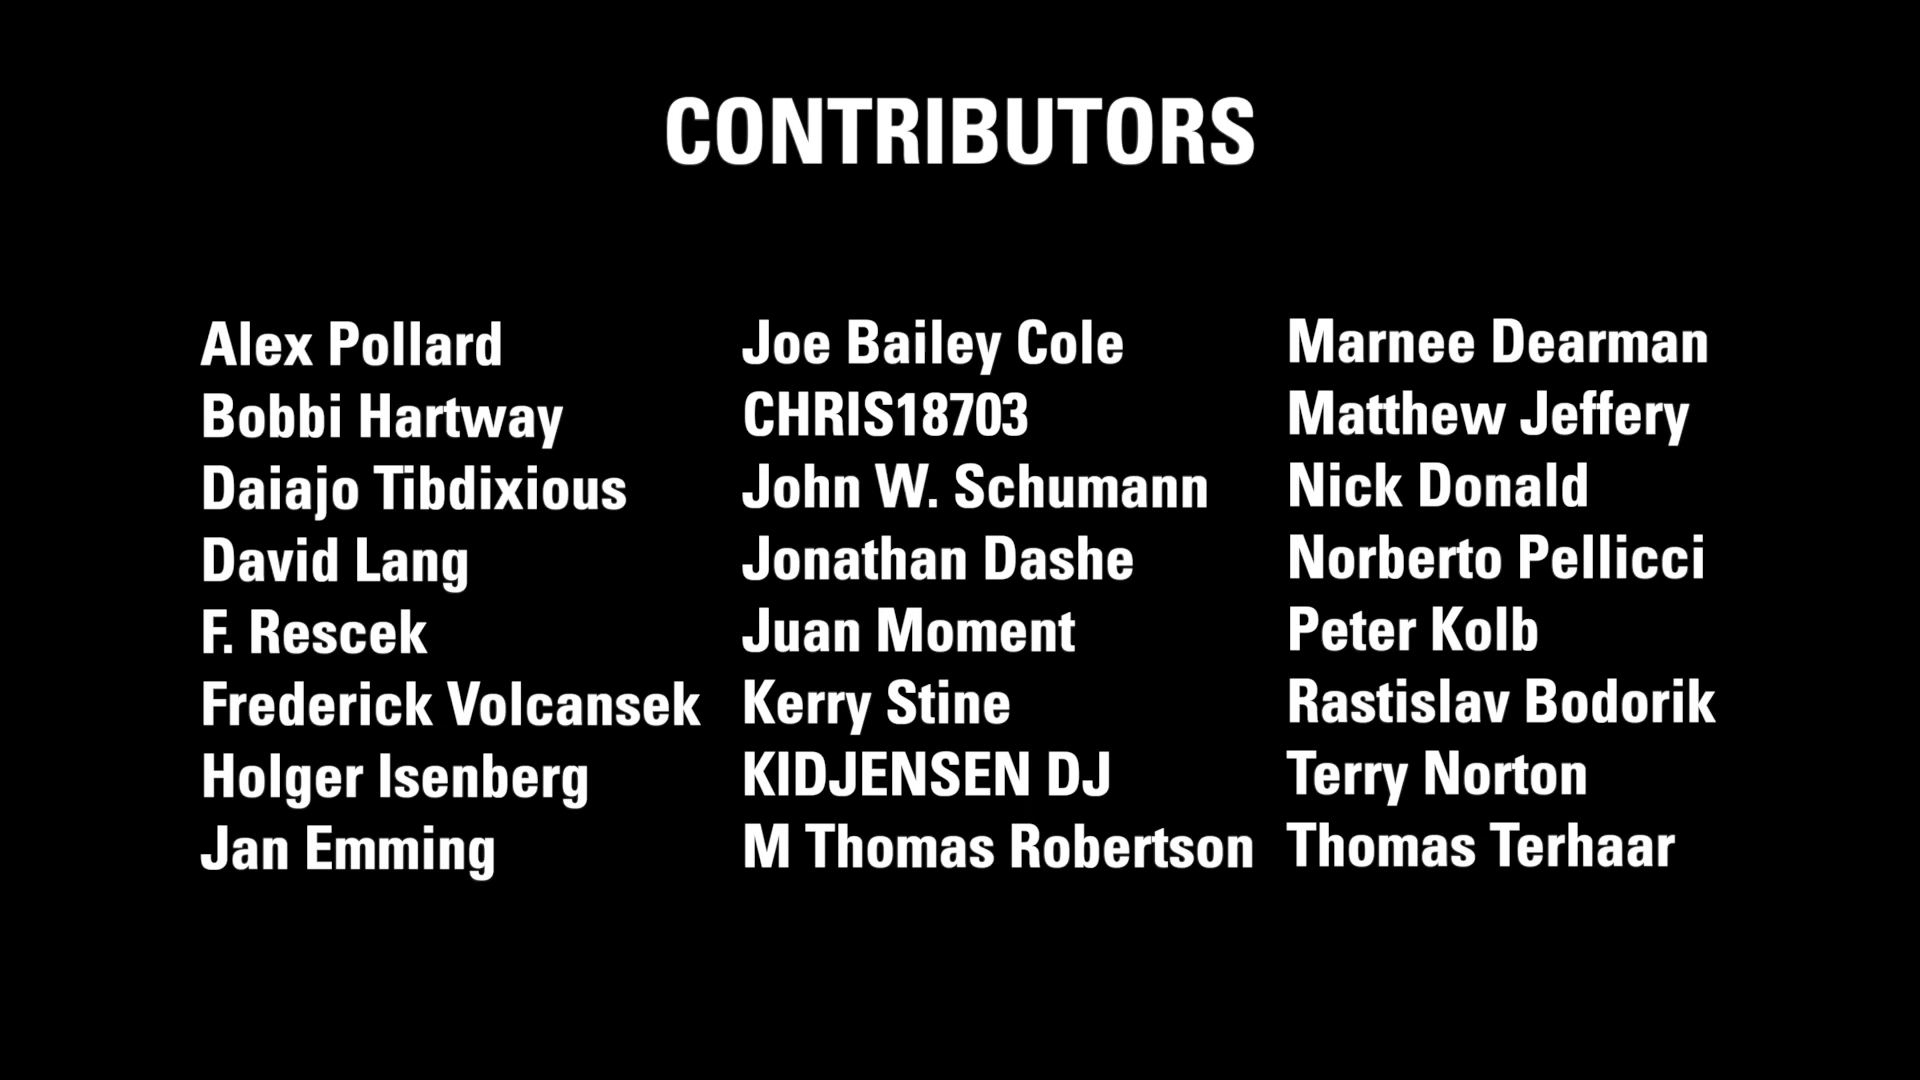 CONTRIBUTORS
Alex Pollard
Bobbi Hartway
Daiajo Tibdixious
David Lang
F. Rescek
Frederick Volcansek
Holger Isenberg
Jan Emming
Joe Bailey Cole
CHRIS18703
John W. Schumann
Jonathan Dashe
Juan Moment
Kerry Stine
KIDJENSEN DJ
M Thomas Robertson
Marnee Dearman
Matthew Jeffery
Nick Donald
Norberto Pellicci
Peter Kolb
Rastislav Bodorik
Terry Norton
Thomas Terhaar